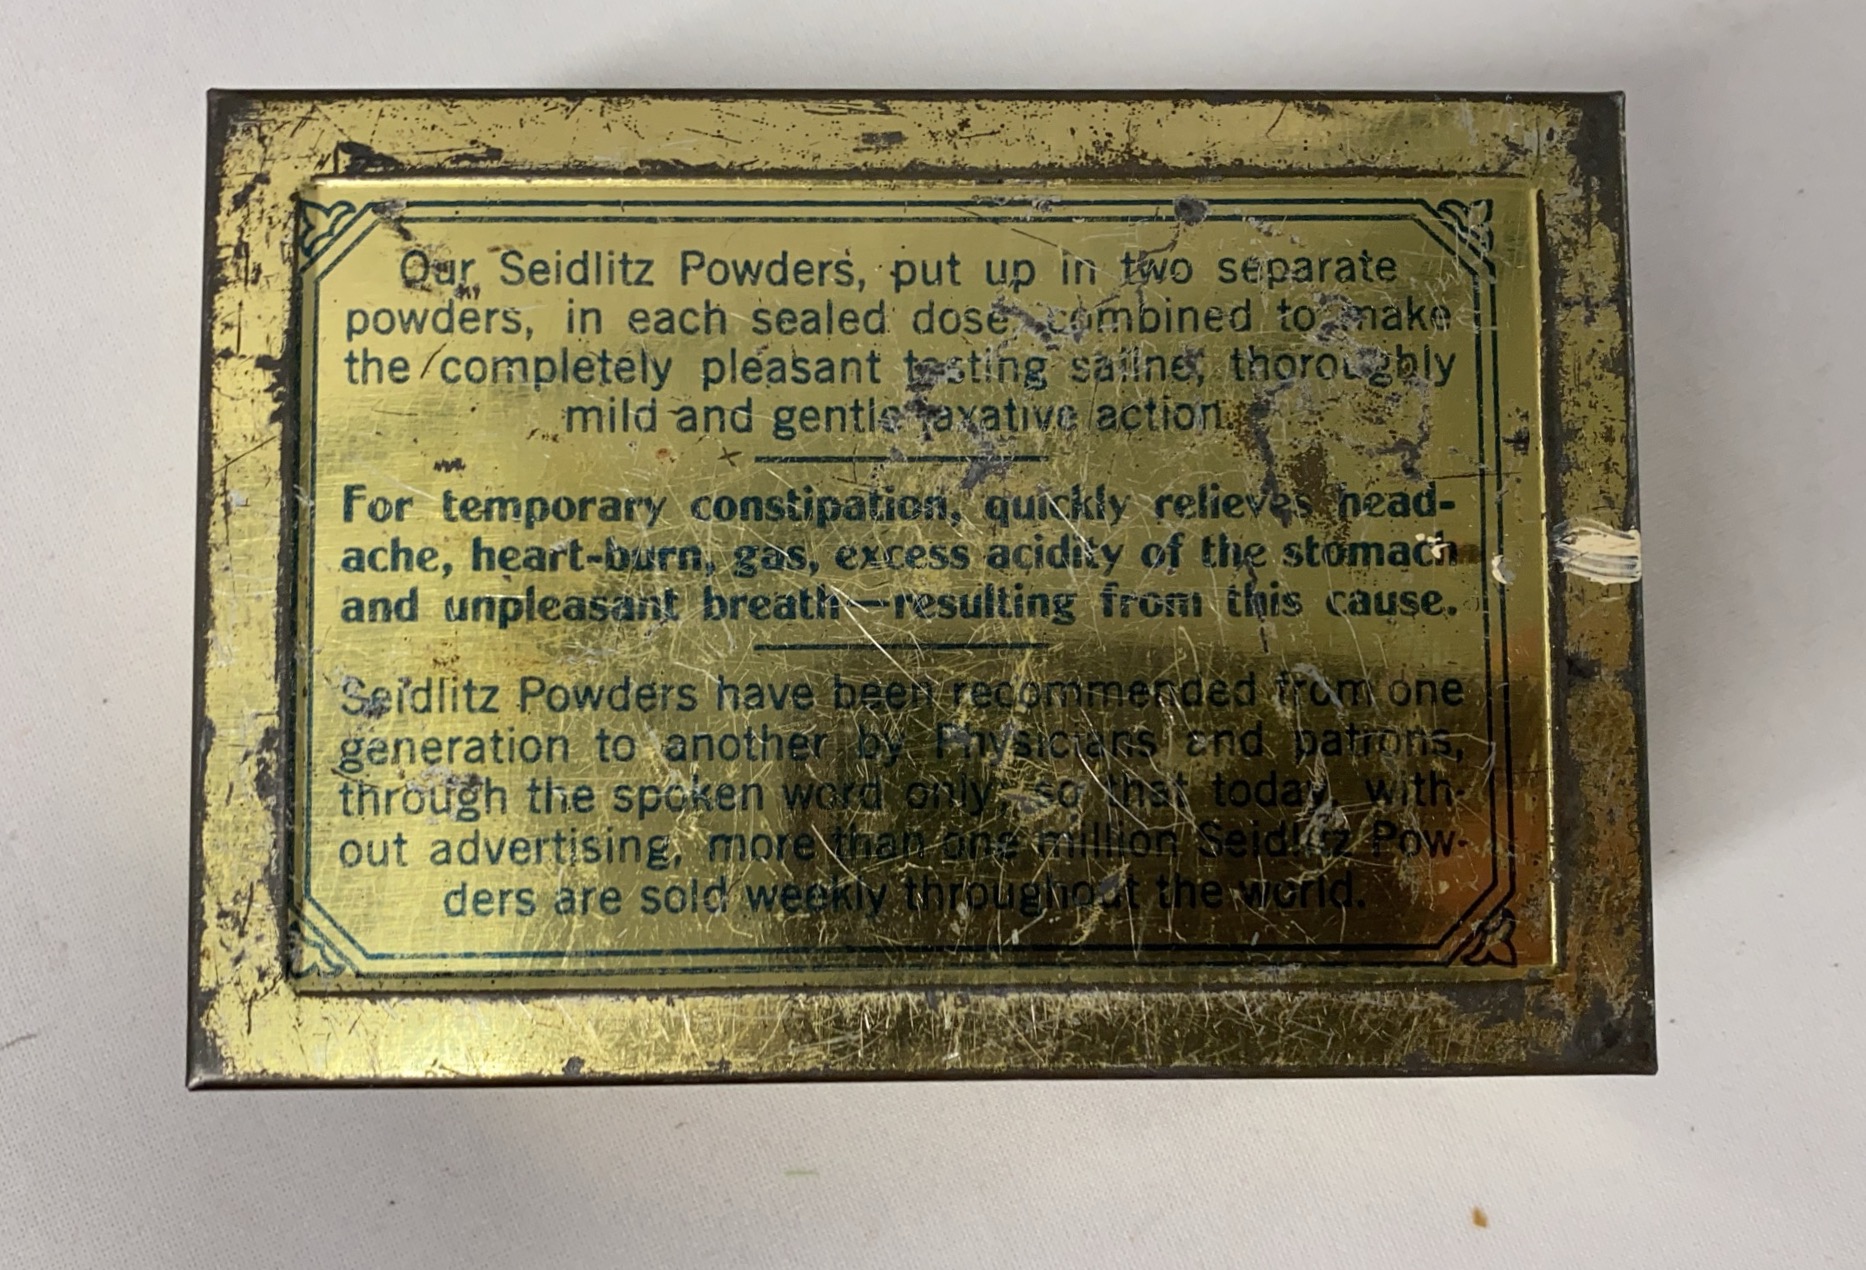 Our Seidlitz Powders, put up in two separate
powders, in each sealed dose, combined to make
the completely pleasant tasting saline, thoroughly
mild and gentle laxative action.
For temporary constipation, quickly relieves head-
ache, heart-burn, gas, excess acidity of the stomach
and unpleasant breath—resulting from this cause.
Seidlitz Powders have been recommended from one
generation to another by Physicians and patrons,
through the spoken word only, so that today, with-
out advertising, more than one million Seidlitz Pow-
ders are sold weekly throughout the world.